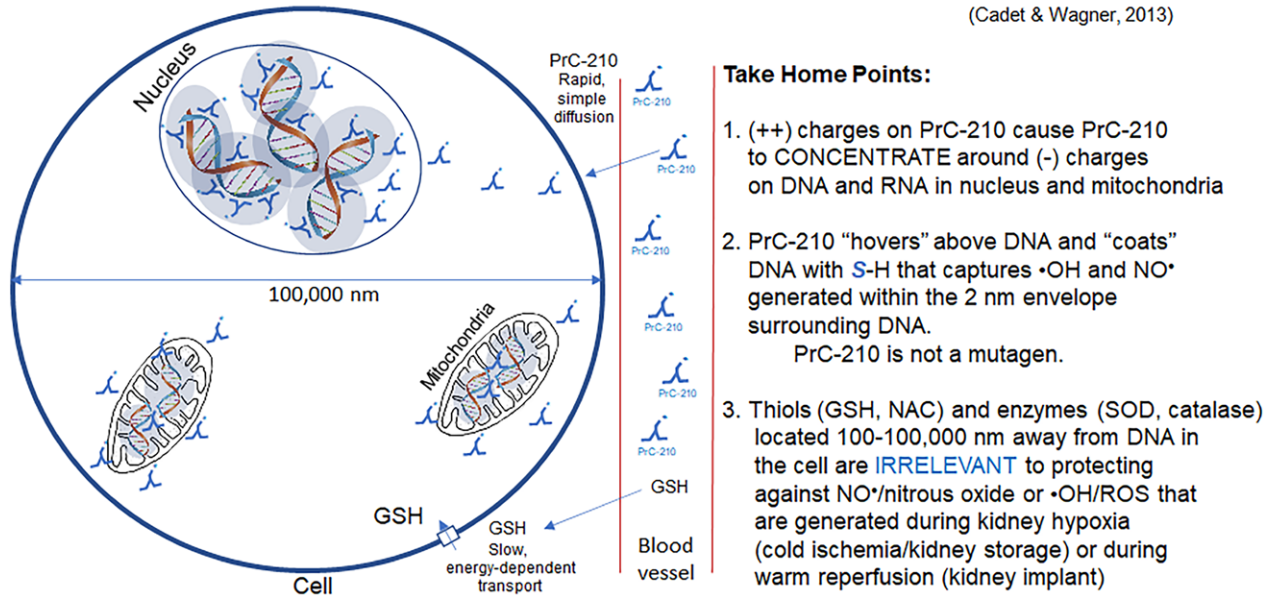 (Cadet & Wagner, 2013)
Nucleus
PrC-210
Rapid,
simple
diffusion
PrC-210
PrC-210
PrC-210
PrC-210
PrC-210
PrC-210
100,000 nm
Mitochondria
GSH
GSH
GSH
Slow,
energy-dependent
transport
Blood
vessel
Cell
Take Home Points:
1. (++) charges on PrC-210 cause PrC-210
to CONCENTRATE around (-) charges
on DNA and RNA in nucleus and mitochondria
2. PrC-210 “hovers” above DNA and “coats”
DNA with S-H that captures •OH and NO•
generated within the 2 nm envelope
surrounding DNA.
PrC-210 is not a mutagen.
3. Thiols (GSH, NAC) and enzymes (SOD, catalase)
located 100-100,000 nm away from DNA in
the cell are IRRELEVANT to protecting
against NO•/nitrous oxide or •OH/ROS that
are generated during kidney hypoxia
(cold ischemia/kidney storage) or during
warm reperfusion (kidney implant)